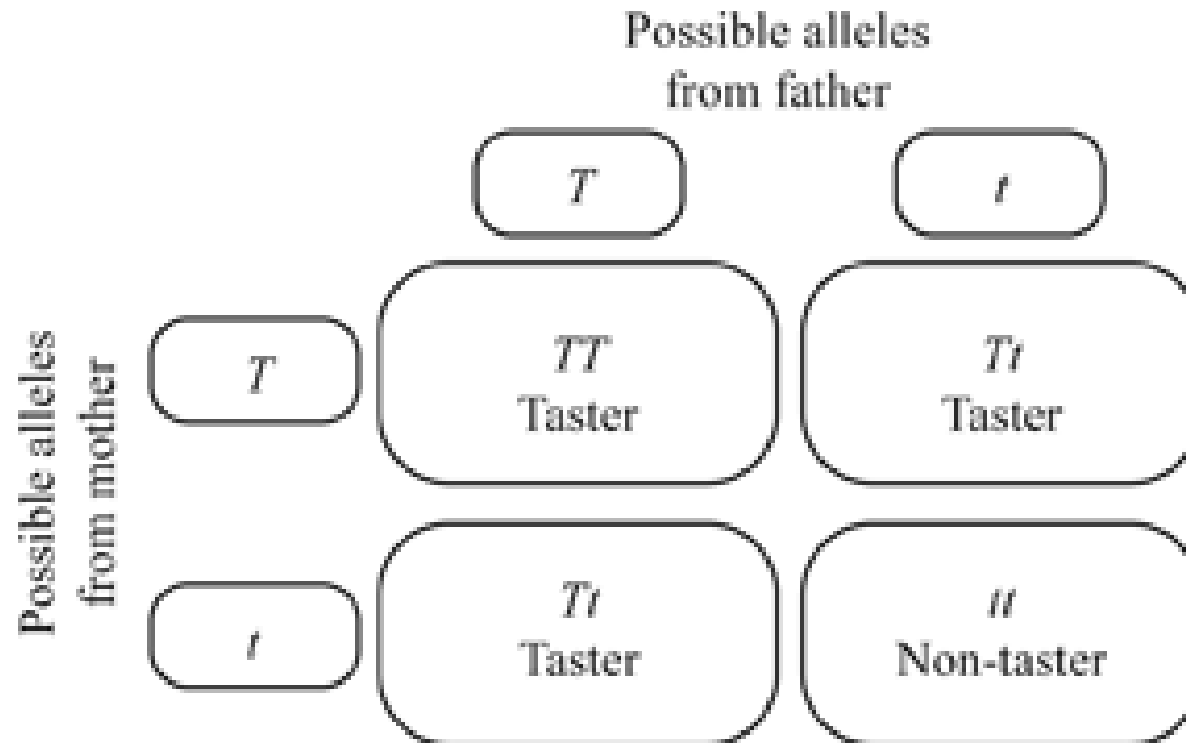 Possible alleles
from father
T
t
Possible alleles
from mother
T
TT
Taster
Tt
Taster
t
Tt
Taster
tt
Non-taster